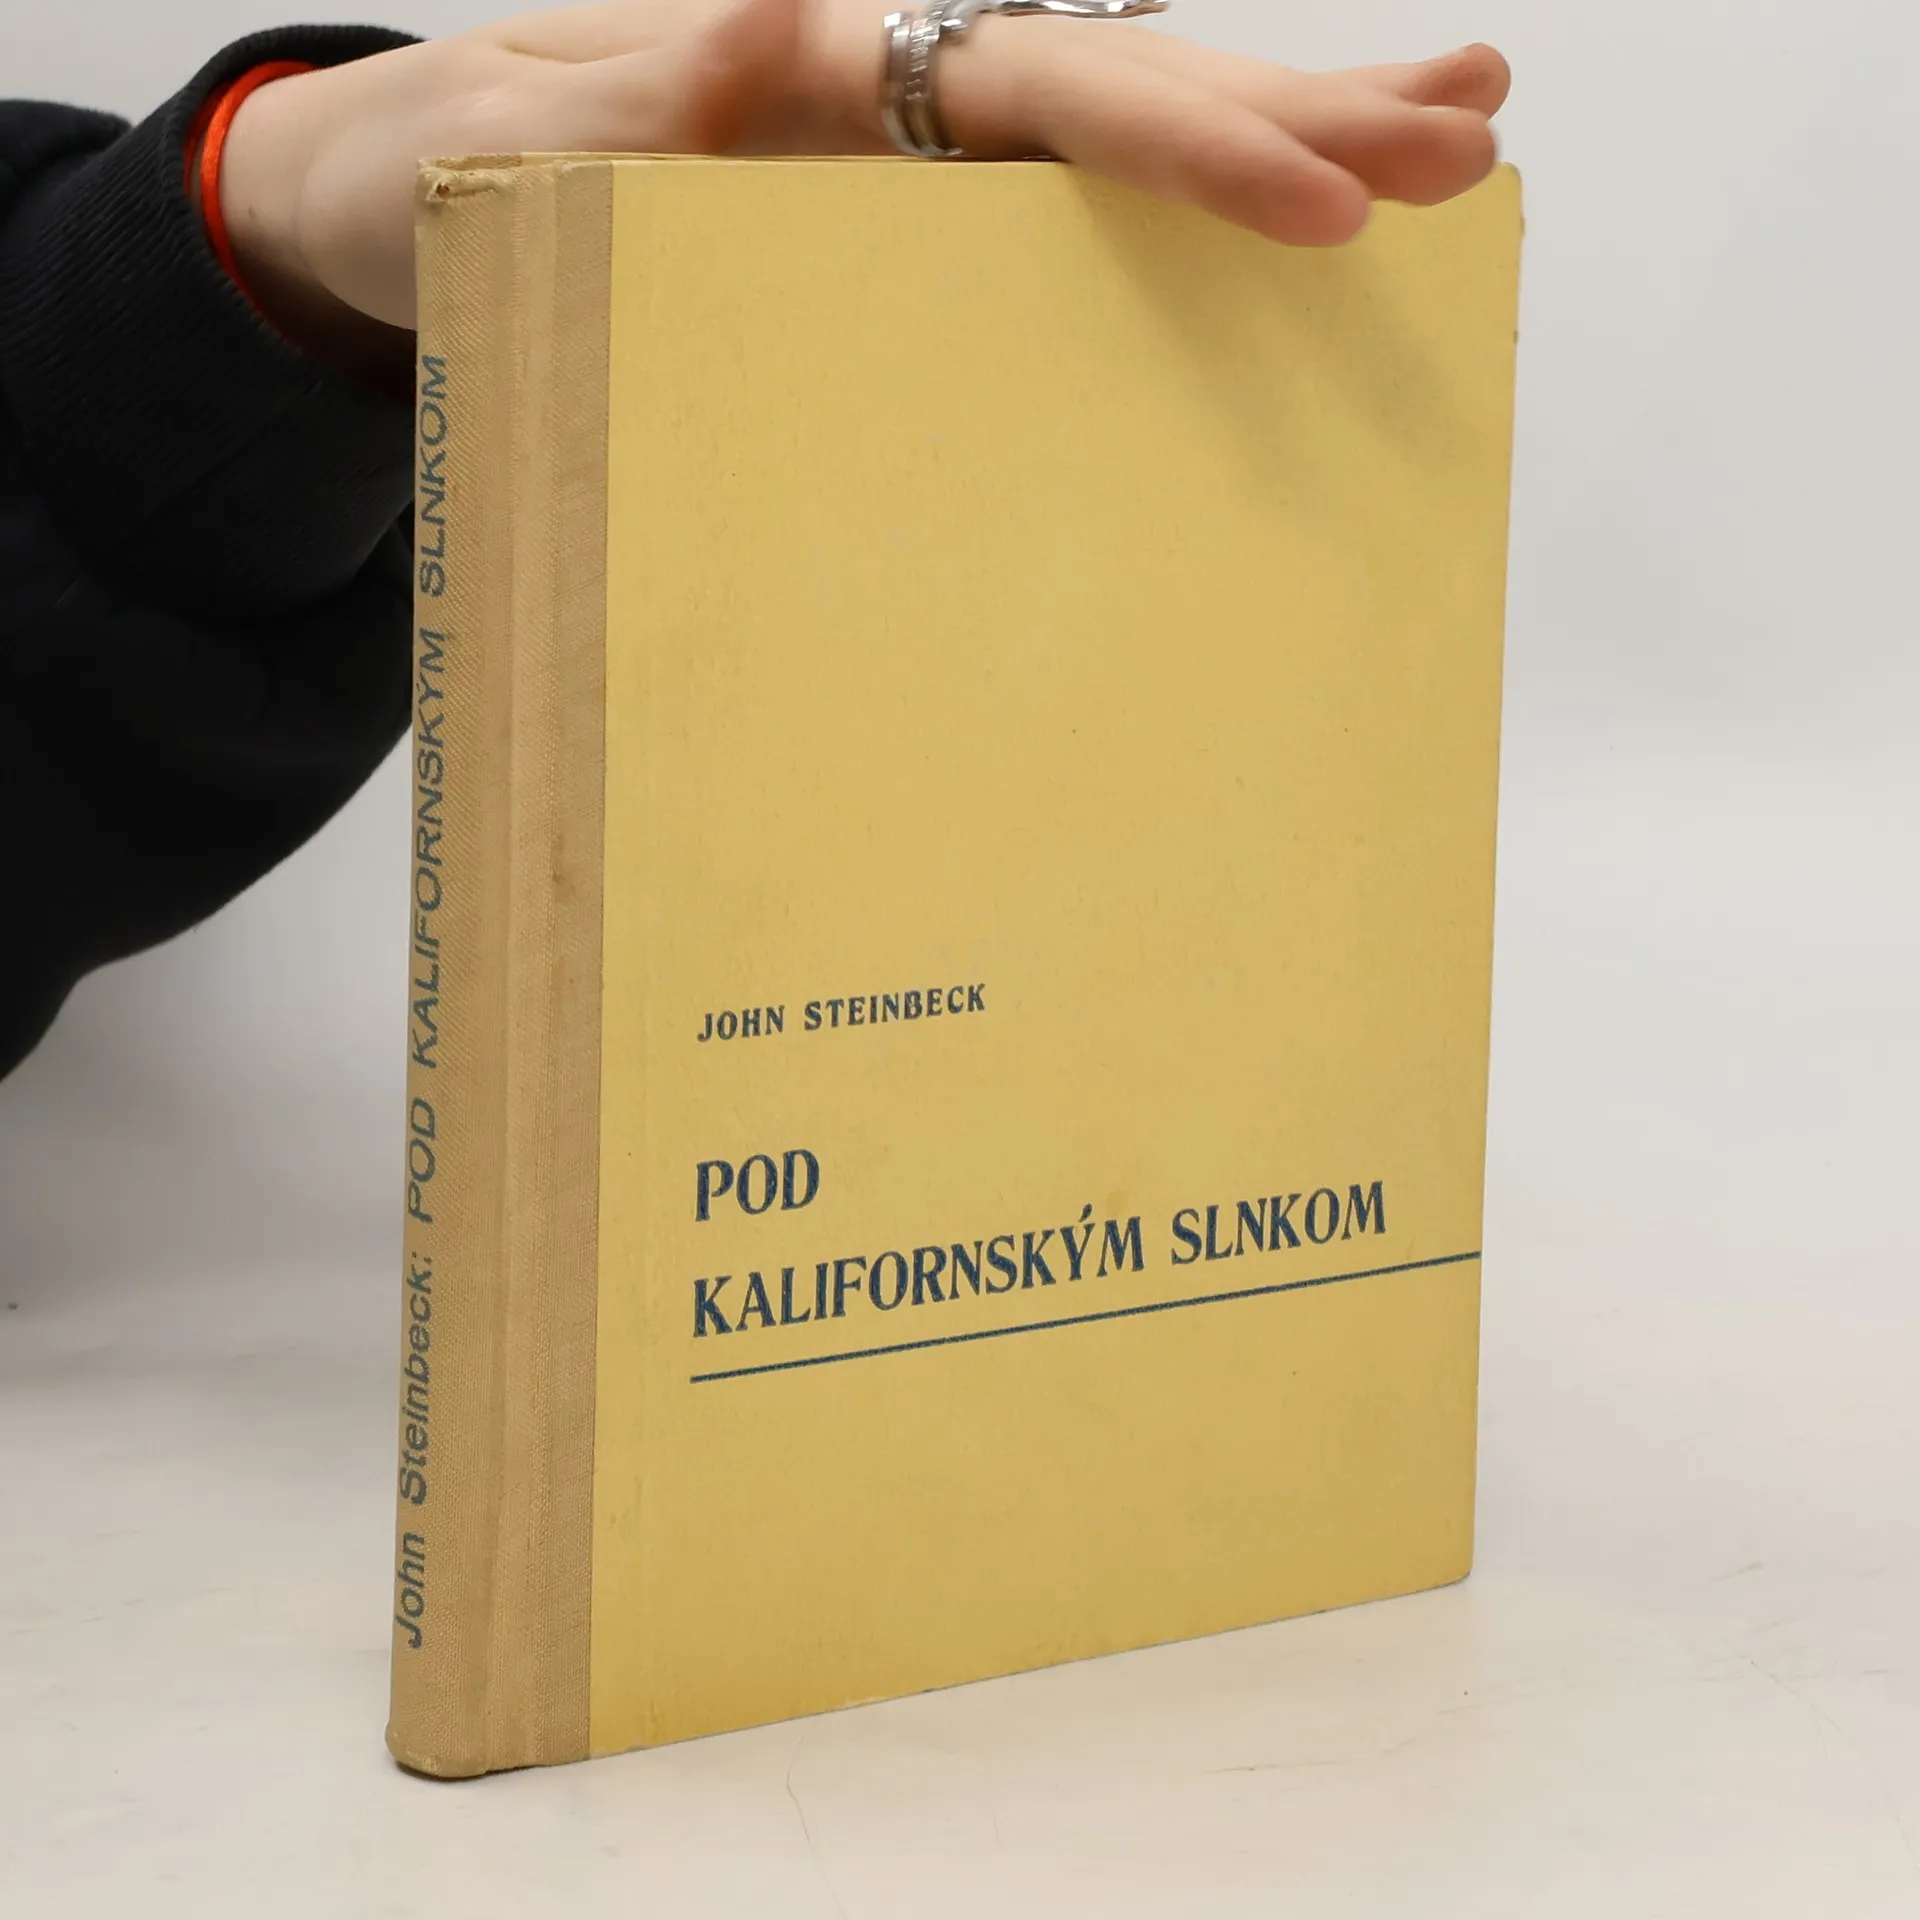 John Steinbeck: POD KALIFORNSKÝM SLNKOM
JOHN STEINBECK
POD
KALIFORNSKÝM SLNKOM